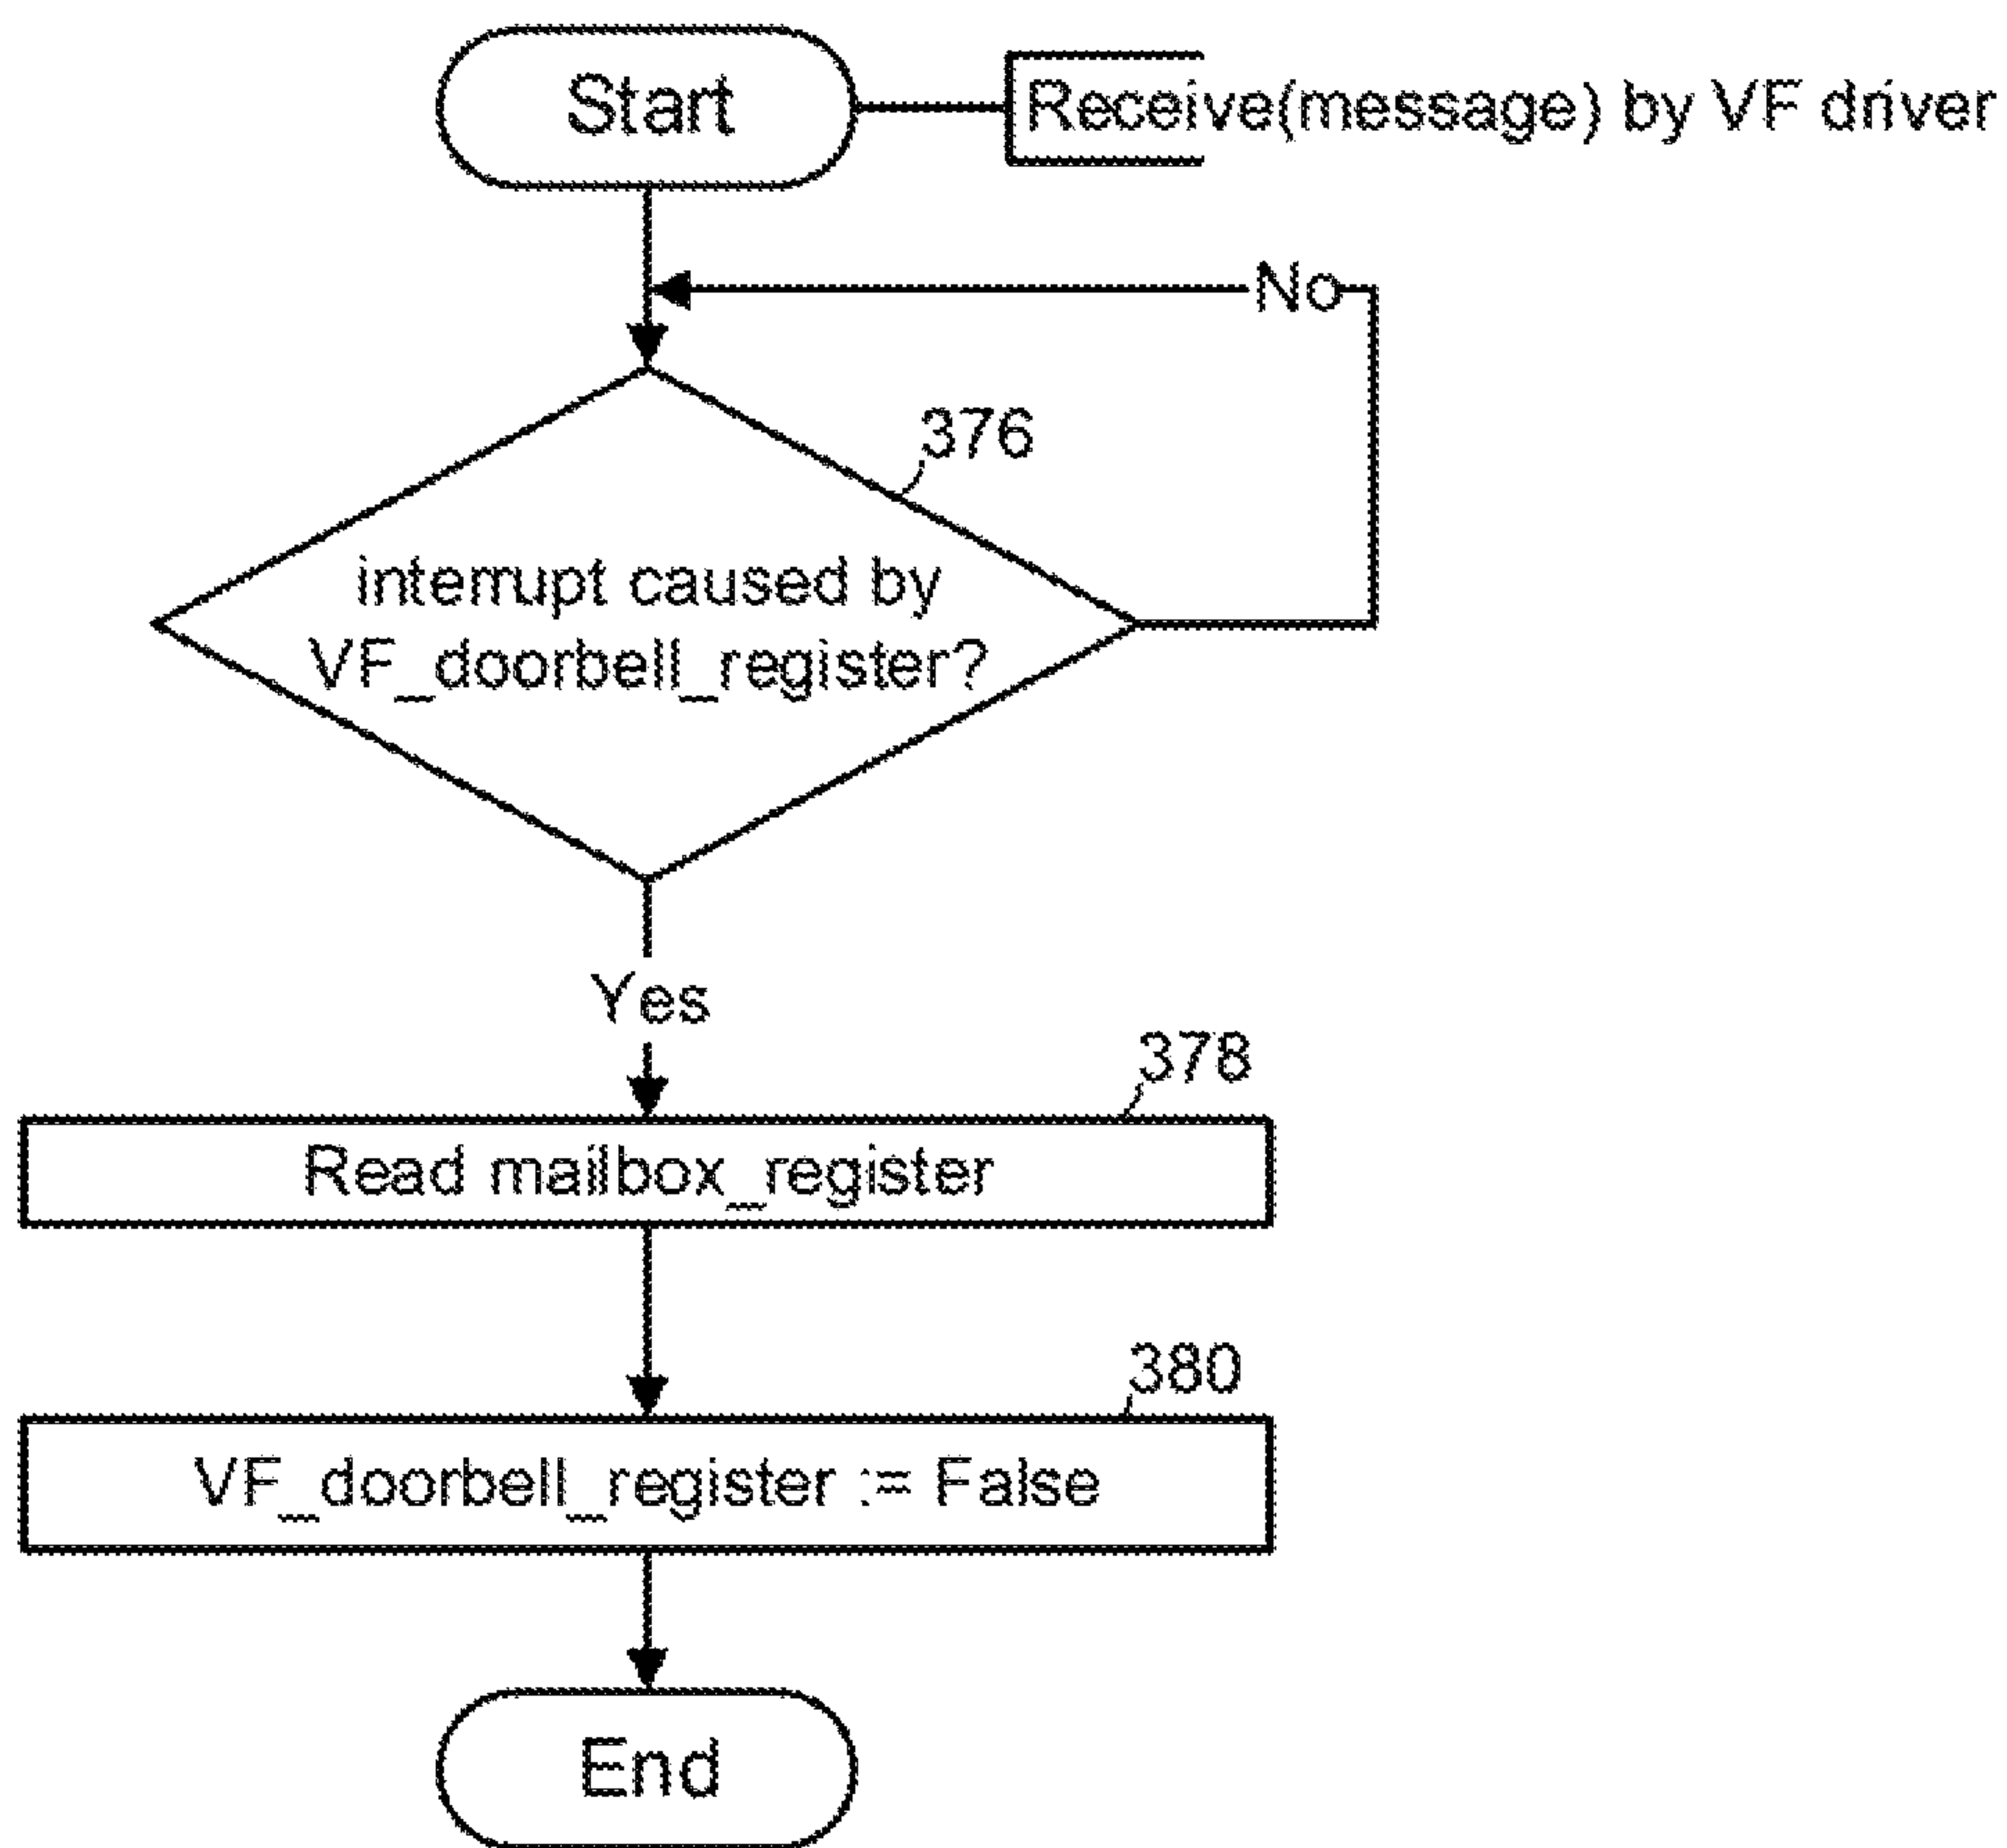 Start
Receive(message) by VF driver
No
376
interrupt caused by
VF_doorbell_register?
Yes
378
Read mailbox_register
380
VF_doorbell_register := False
End